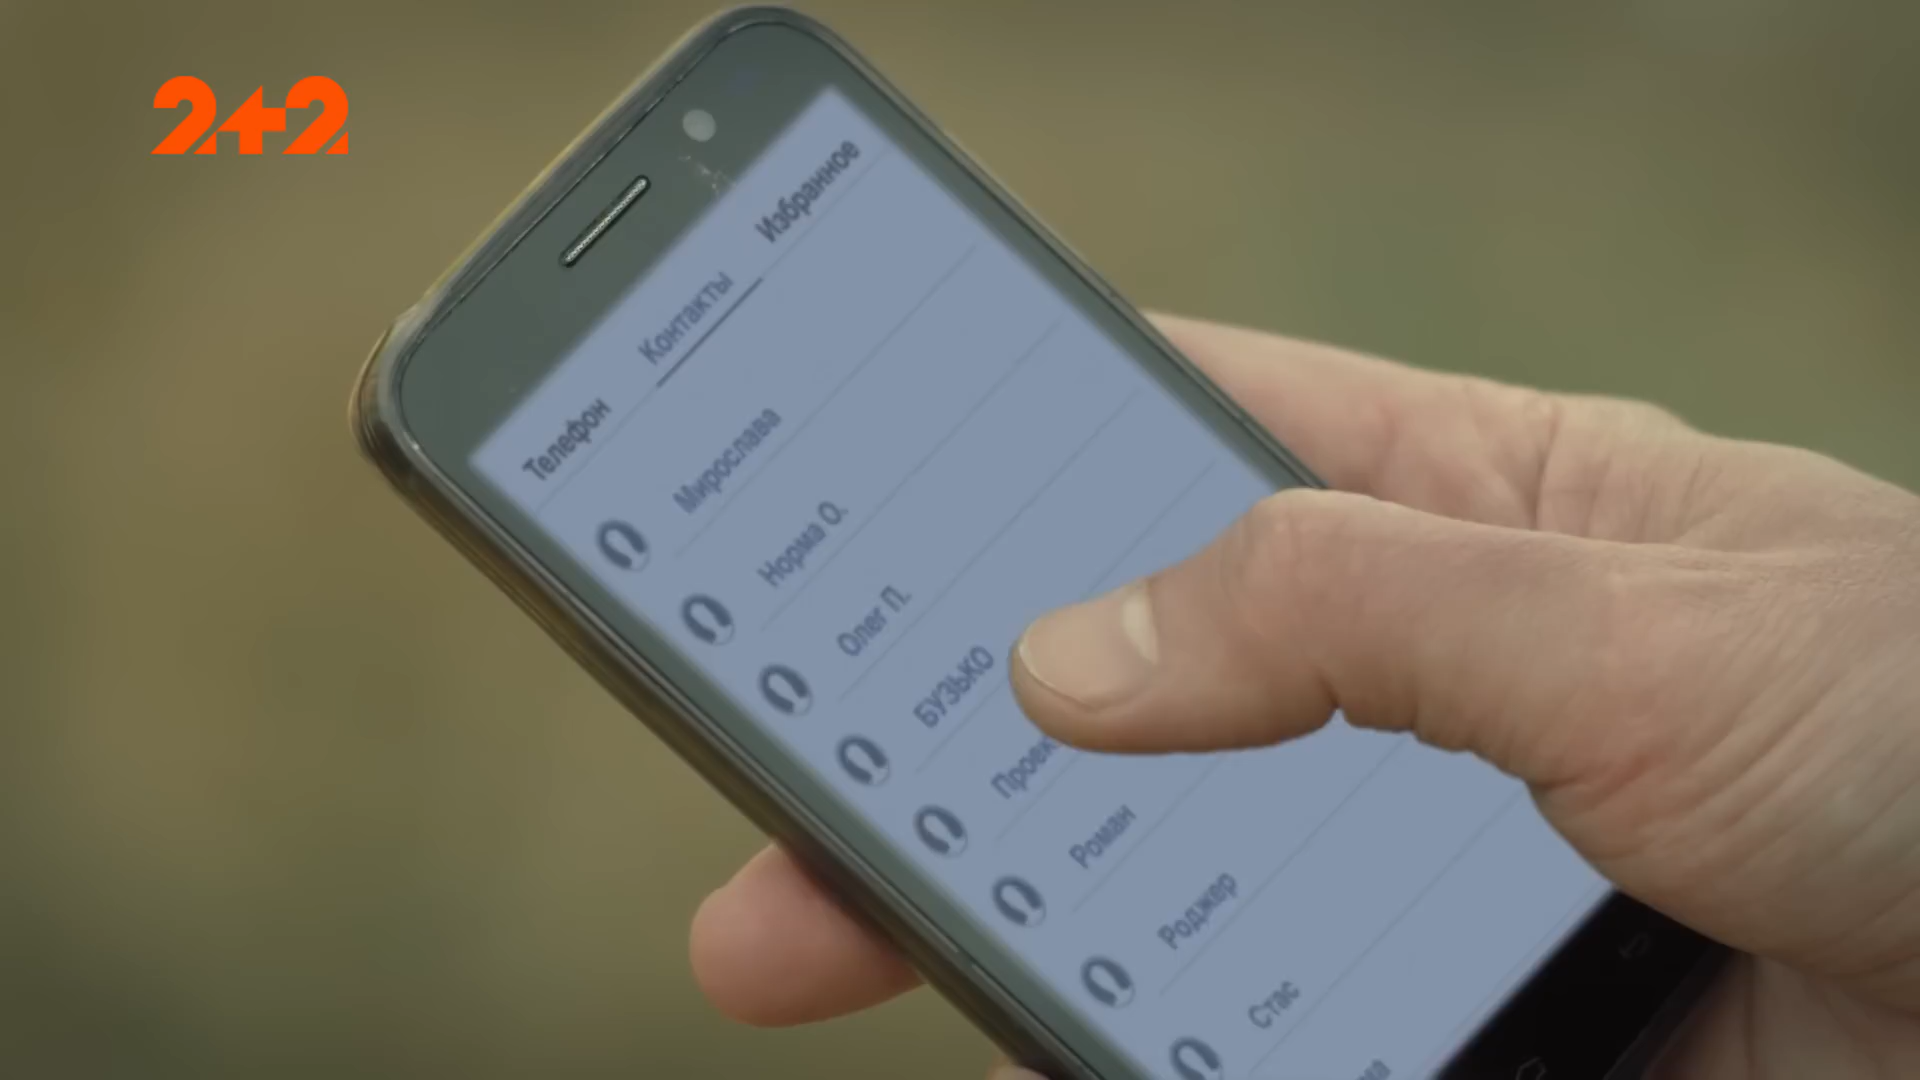 2+2
Телефон Контакты Избранное
Мирослава
Норма О.
Олег П.
БУЗЬКО
Роман
Роджер
Стас